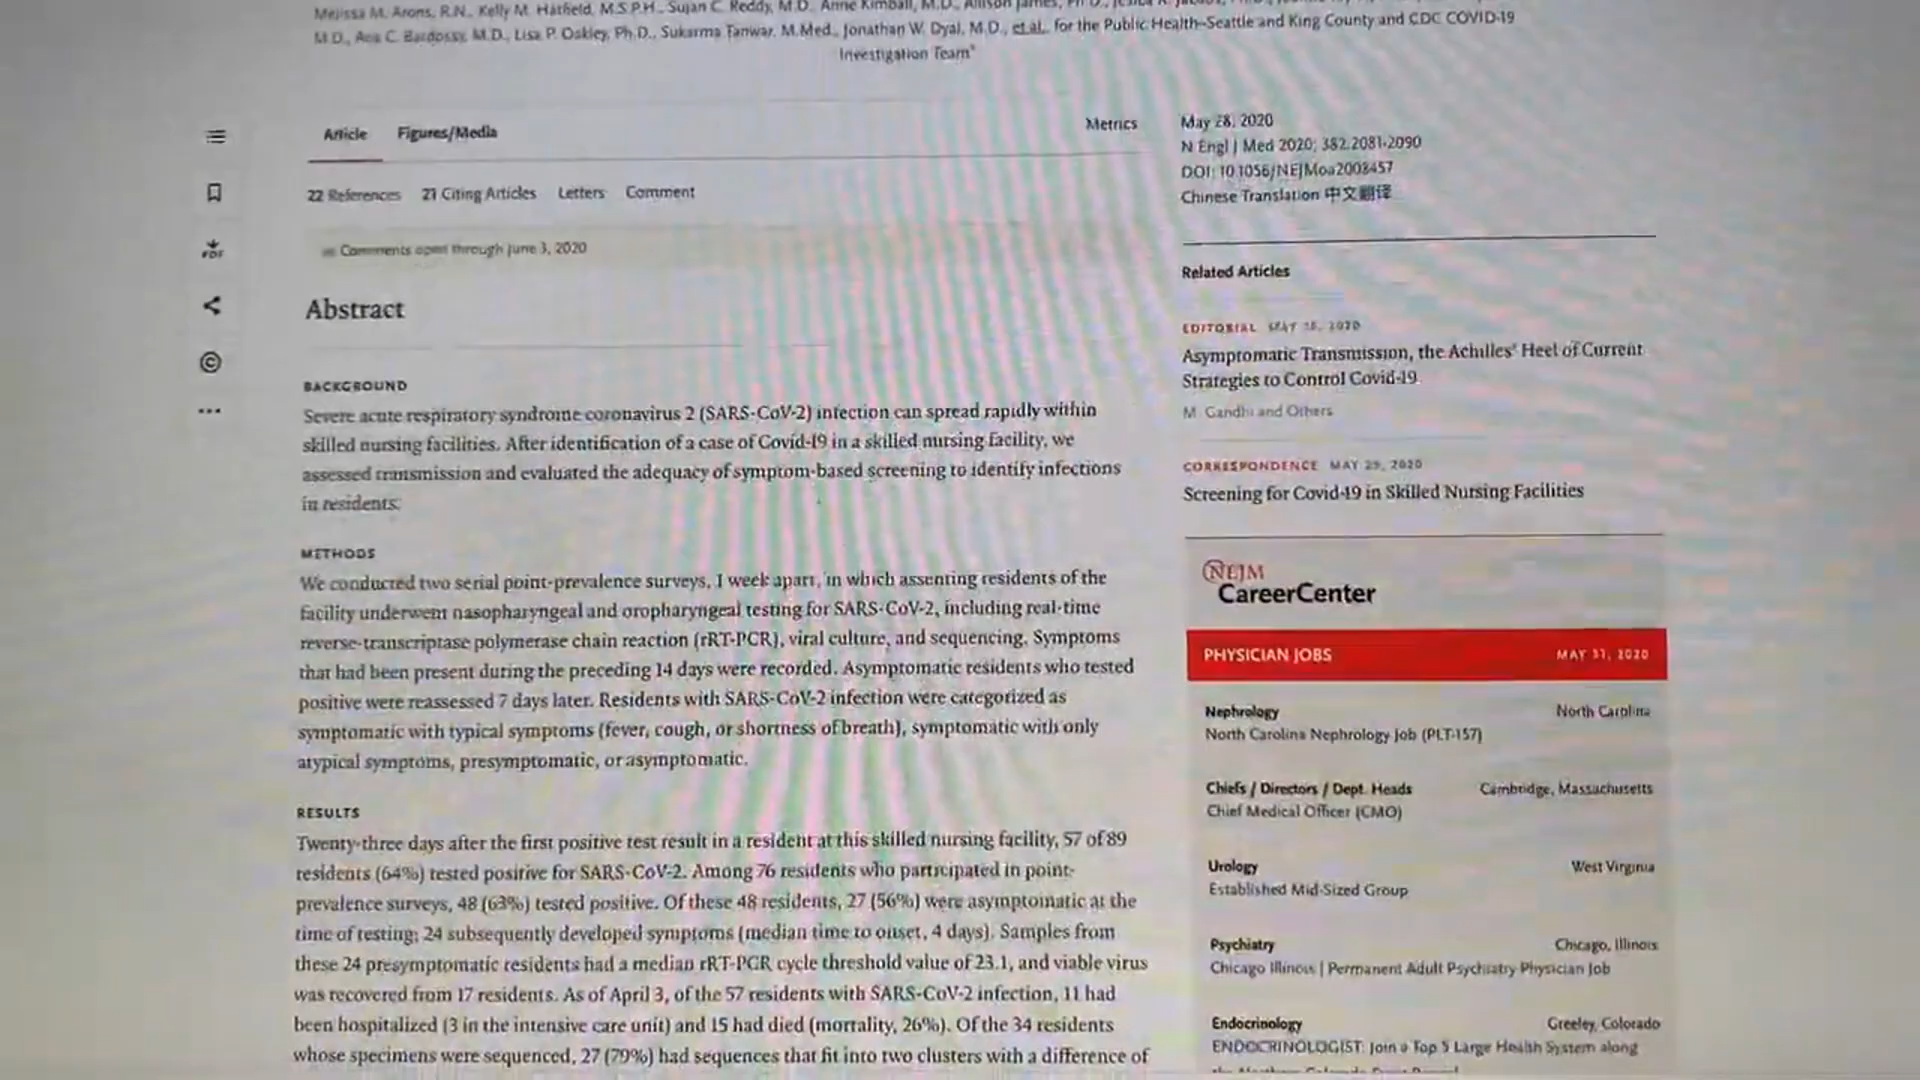 Melissa M. Arons, R.N., Kelly M. Hatfield, M.S.P.H., Sujan C. Reddy, M.D., Anne Kimball, M.D., Allison James,
M.D., Ana C. Bardossy, M.D., Lisa P. Oakley, Ph.D., Sukarma Tanwar, M.Med., Jonathan W. Dyal, M.D., et al., for the Public Health–Seattle and King County and CDC COVID-19
Investigation Team*
Article Figures/Media
Metrics
22 References 21 Citing Articles Letters Comment
Comments open through June 3, 2020
PDF
Abstract
BACKGROUND
Severe acute respiratory syndrome coronavirus 2 (SARS-CoV-2) infection can spread rapidly within
skilled nursing facilities. After identification of a case of Covid-19 in a skilled nursing facility, we
assessed transmission and evaluated the adequacy of symptom-based screening to identify infections
in residents.
METHODS
We conducted two serial point-prevalence surveys, 1 week apart, in which assenting residents of the
facility underwent nasopharyngeal and oropharyngeal testing for SARS-CoV-2, including real-time
reverse-transcriptase polymerase chain reaction (rRT-PCR), viral culture, and sequencing. Symptoms
that had been present during the preceding 14 days were recorded. Asymptomatic residents who tested
positive were reassessed 7 days later. Residents with SARS-CoV-2 infection were categorized as
symptomatic with typical symptoms (fever, cough, or shortness of breath), symptomatic with only
atypical symptoms, presymptomatic, or asymptomatic.
RESULTS
Twenty-three days after the first positive test result in a resident at this skilled nursing facility, 57 of 89
residents (64%) tested positive for SARS-CoV-2. Among 76 residents who participated in point-
prevalence surveys, 48 (63%) tested positive. Of these 48 residents, 27 (56%) were asymptomatic at the
time of testing; 24 subsequently developed symptoms (median time to onset, 4 days). Samples from
these 24 presymptomatic residents had a median rRT-PCR cycle threshold value of 23.1, and viable virus
was recovered from 17 residents. As of April 3, of the 57 residents with SARS-CoV-2 infection, 11 had
been hospitalized (3 in the intensive care unit) and 15 had died (mortality, 26%). Of the 34 residents
whose specimens were sequenced, 27 (79%) had sequences that fit into two clusters with a difference of
May 28, 2020
N Engl J Med 2020; 382:2081-2090
DOI: 10.1056/NEJMoa2008457
Chinese Translation 中文翻译
Related Articles
EDITORIAL MAY 28, 2020
Asymptomatic Transmission, the Achilles' Heel of Current
Strategies to Control Covid-19
M. Gandhi and Others
CORRESPONDENCE MAY 29, 2020
Screening for Covid-19 in Skilled Nursing Facilities
NEJM
CareerCenter
PHYSICIAN JOBS MAY 31, 2020
Nephrology North Carolina
North Carolina Nephrology Job (PLT-157)
Chiefs / Directors / Dept. Heads Cambridge, Massachusetts
Chief Medical Officer (CMO)
Urology West Virginia
Established Mid-Sized Group
Psychiatry Chicago, Illinois
Chicago Illinois | Permanent Adult Psychiatry Physician Job
Endocrinology Greeley, Colorado
ENDOCRINOLOGIST: Join a Top 5 Large Health System along